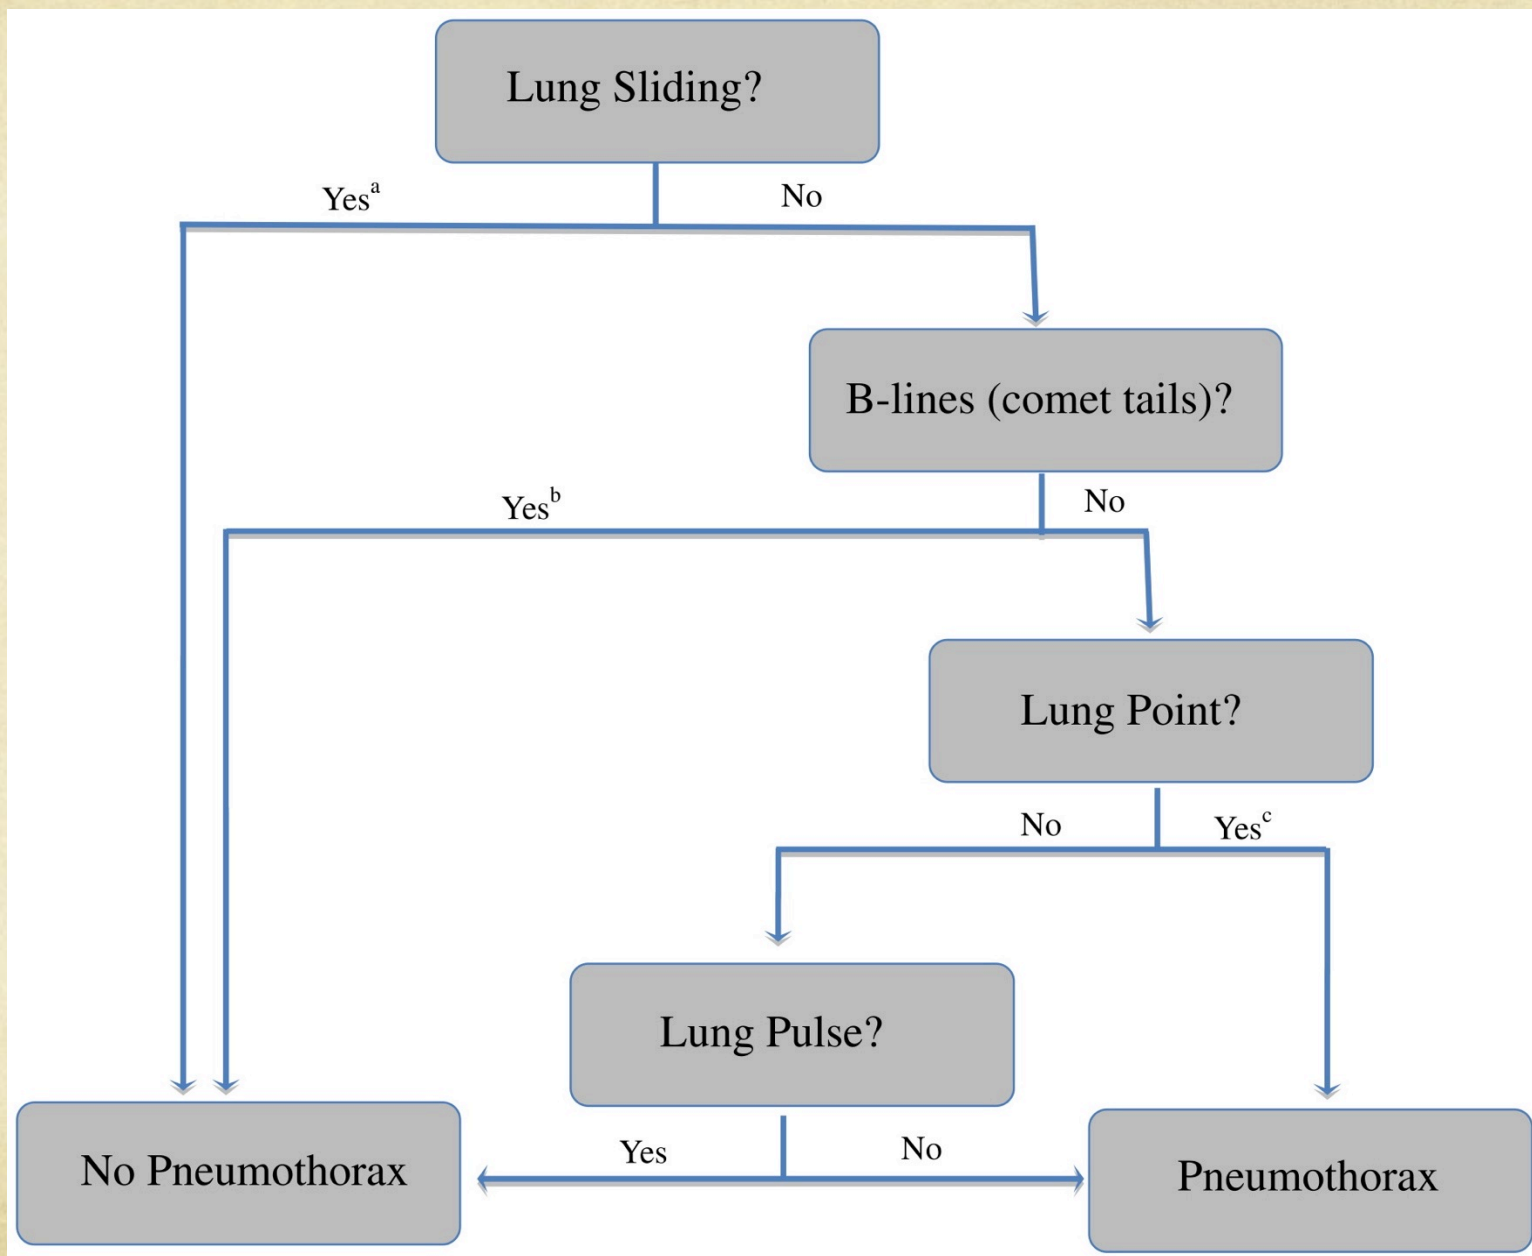 Lung Sliding?
Yesᵃ
No
B-lines (comet tails)?
Yesᵇ
No
Lung Point?
No
Yesᶜ
Lung Pulse?
Yes
No
No Pneumothorax
Pneumothorax